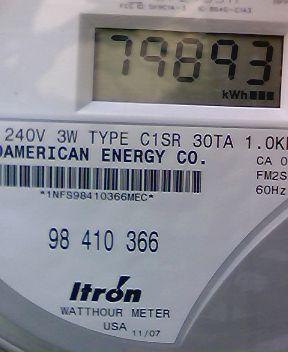 79893
kWh
240V 3W TYPE C1SR 30TA 1.0K
AMERICAN ENERGY CO.
CA 0
FM2S
60Hz
*1NFS98410366MEC*
98 410 366
Itron
WATTHOUR METER
USA 11/07